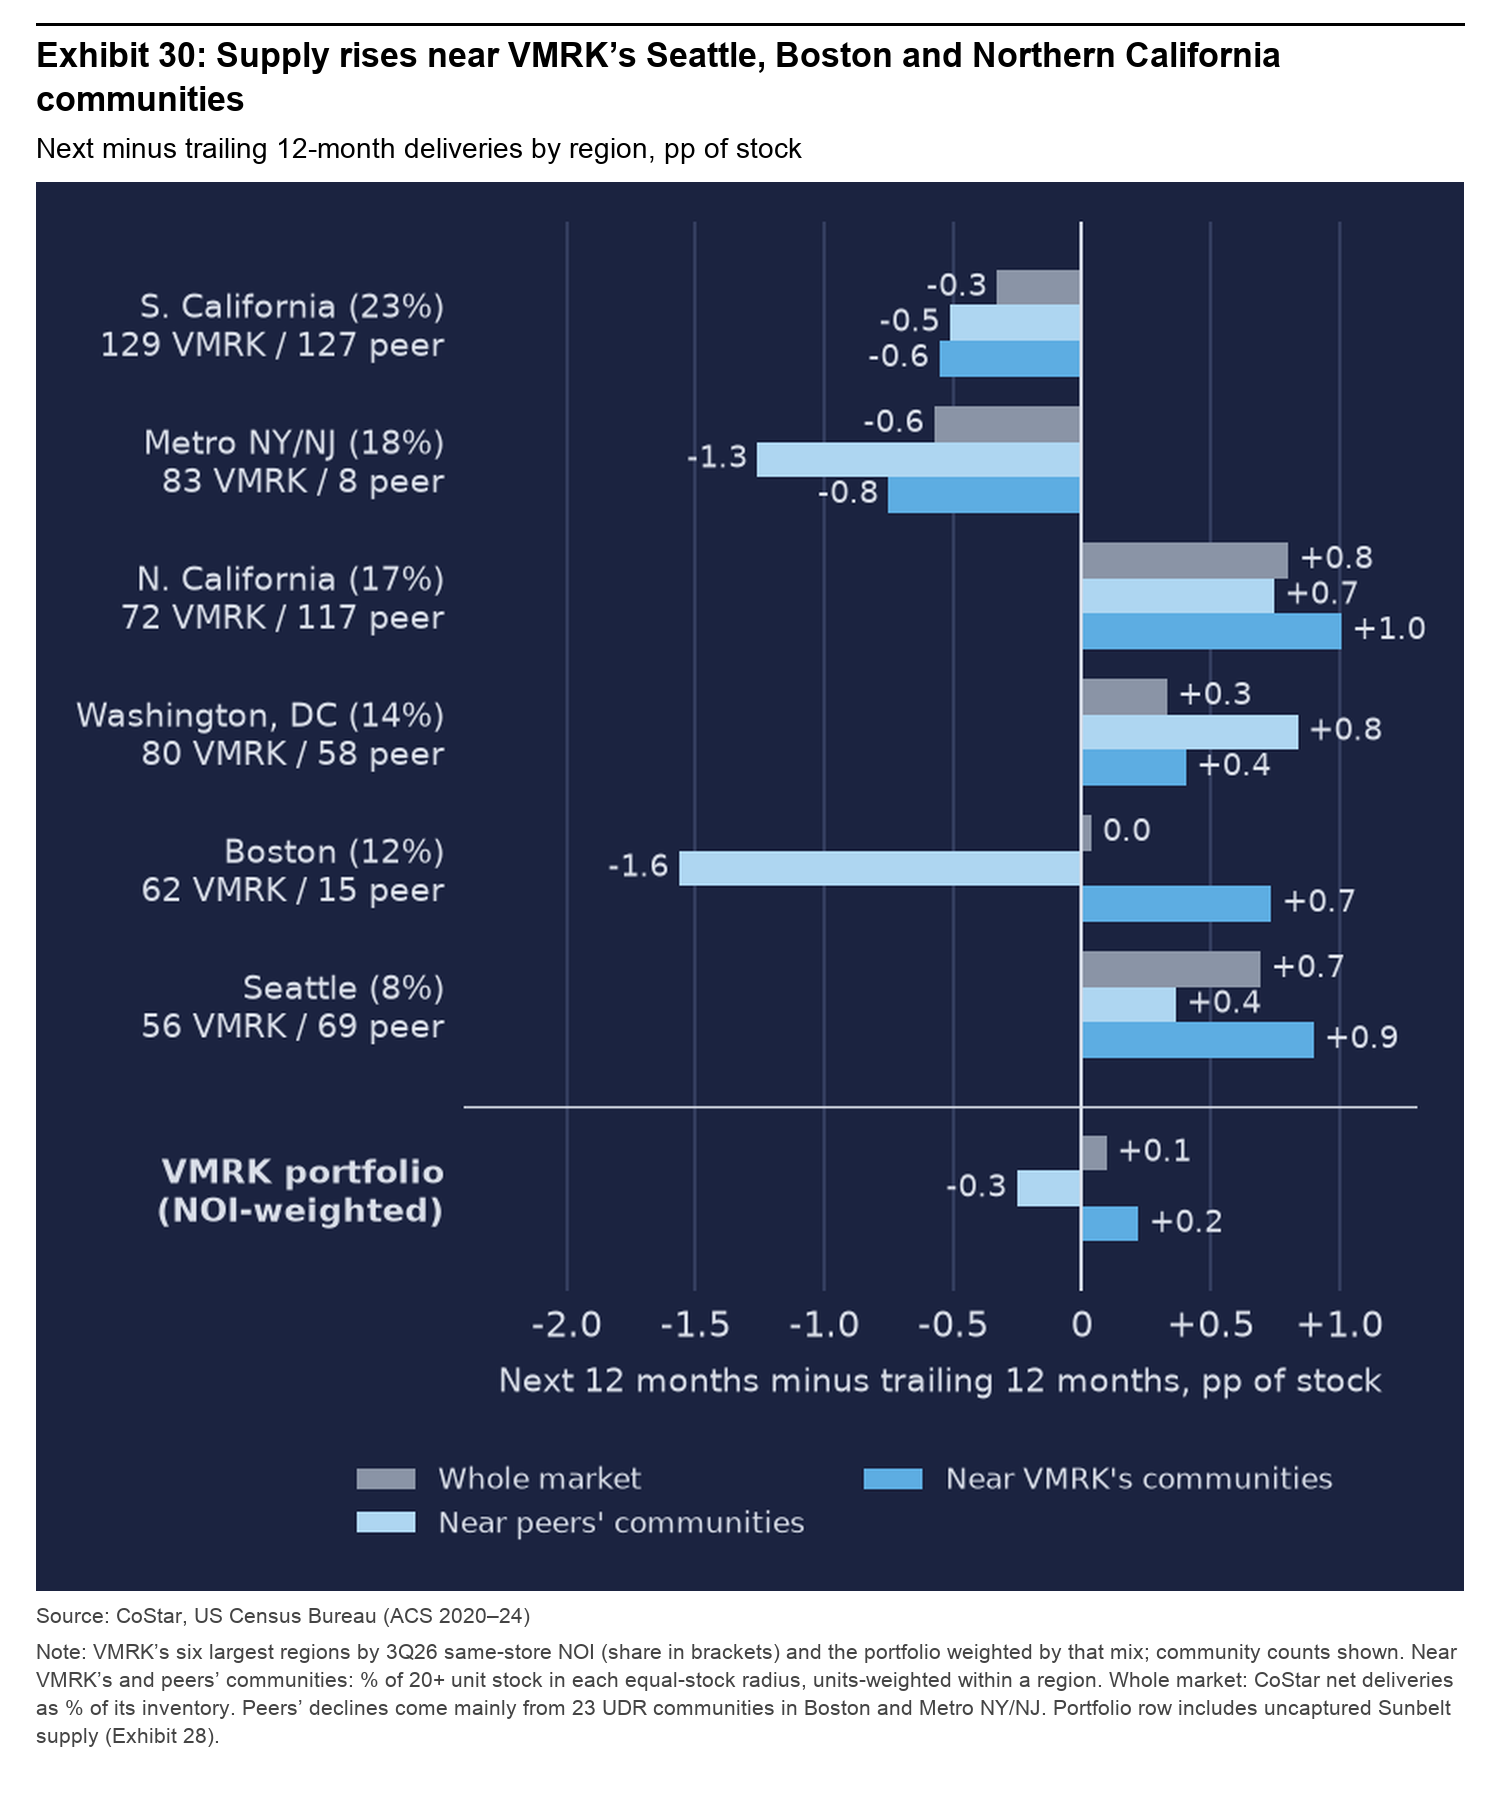 Exhibit 30: Supply rises near VMRK’s Seattle, Boston and Northern California
communities
Next minus trailing 12-month deliveries by region, pp of stock
S. California (23%)
129 VMRK / 127 peer
-0.3
-0.5
-0.6
Metro NY/NJ (18%)
83 VMRK / 8 peer
-0.6
-1.3
-0.8
N. California (17%)
72 VMRK / 117 peer
+0.8
+0.7
+1.0
Washington, DC (14%)
80 VMRK / 58 peer
+0.3
+0.8
+0.4
Boston (12%)
62 VMRK / 15 peer
0.0
-1.6
+0.7
Seattle (8%)
56 VMRK / 69 peer
+0.7
+0.4
+0.9
VMRK portfolio
(NOI-weighted)
+0.1
-0.3
+0.2
-2.0 -1.5 -1.0 -0.5 0 +0.5 +1.0
Next 12 months minus trailing 12 months, pp of stock
Whole market
Near peers' communities
Near VMRK's communities
Source: CoStar, US Census Bureau (ACS 2020–24)
Note: VMRK’s six largest regions by 3Q26 same-store NOI (share in brackets) and the portfolio weighted by that mix; community counts shown. Near
VMRK’s and peers’ communities: % of 20+ unit stock in each equal-stock radius, units-weighted within a region. Whole market: CoStar net deliveries
as % of its inventory. Peers’ declines come mainly from 23 UDR communities in Boston and Metro NY/NJ. Portfolio row includes uncaptured Sunbelt
supply (Exhibit 28).